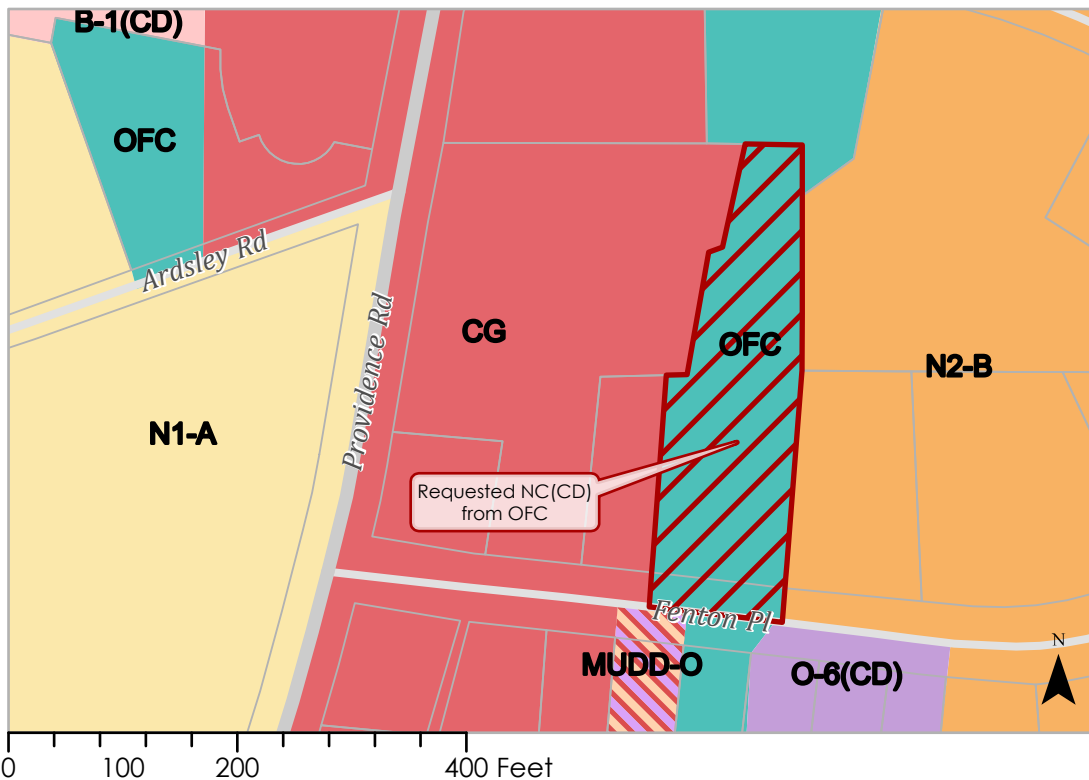 B-1(CD)
OFC
Ardsley Rd
Providence Rd
CG
OFC
N2-B
N1-A
Requested NC(CD)
from OFC
Fenton Pl
MUDD-O
O-6(CD)
N
0 100 200 400 Feet